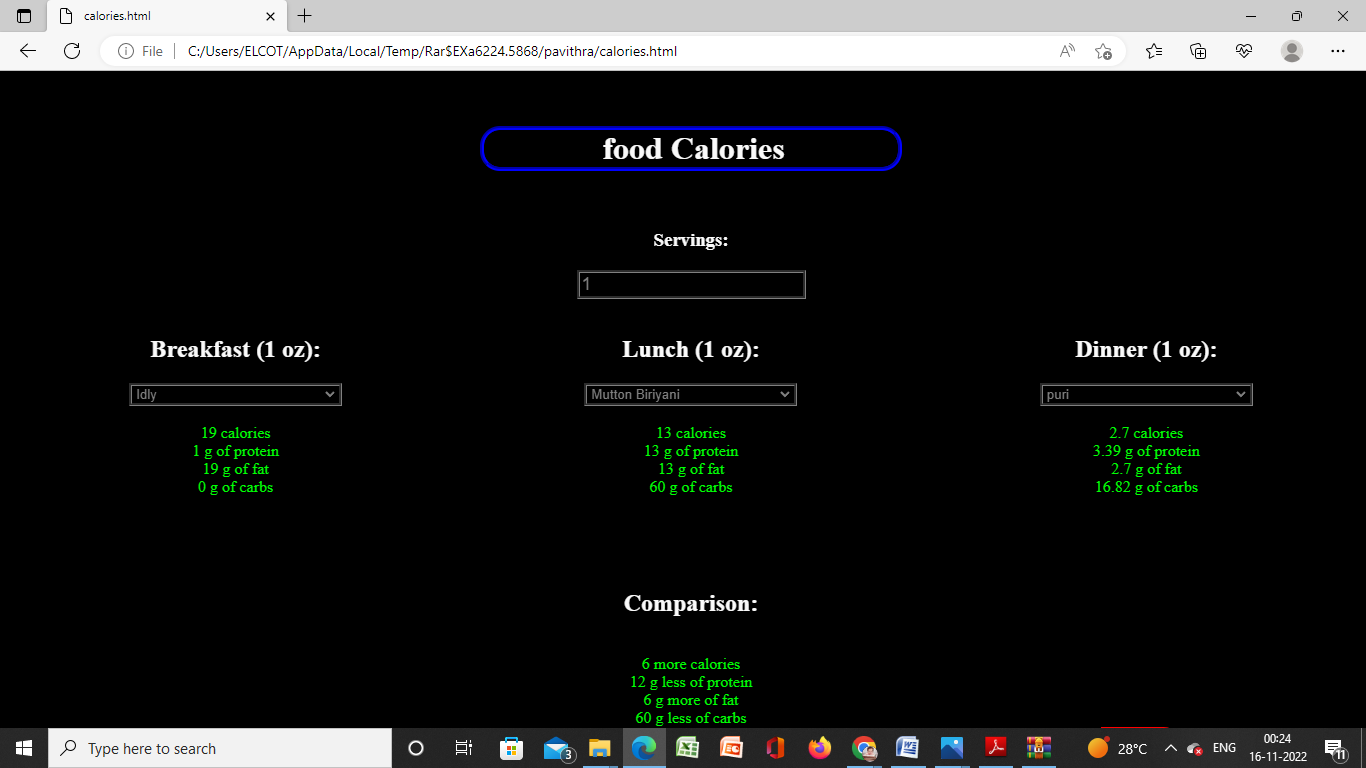 calories.html
File
C:/Users/ELCOT/AppData/Local/Temp/Rar$EXa6224.5868/pavithra/calories.html
food Calories
Servings:
1
Breakfast (1 oz):
Idly
19 calories
1 g of protein
19 g of fat
0 g of carbs
Lunch (1 oz):
Mutton Biriyani
13 calories
13 g of protein
13 g of fat
60 g of carbs
Dinner (1 oz):
puri
2.7 calories
3.39 g of protein
2.7 g of fat
16.82 g of carbs
Comparison:
6 more calories
12 g less of protein
6 g more of fat
60 g less of carbs
Type here to search
3
28°C
ENG
00:24
16-11-2022
11